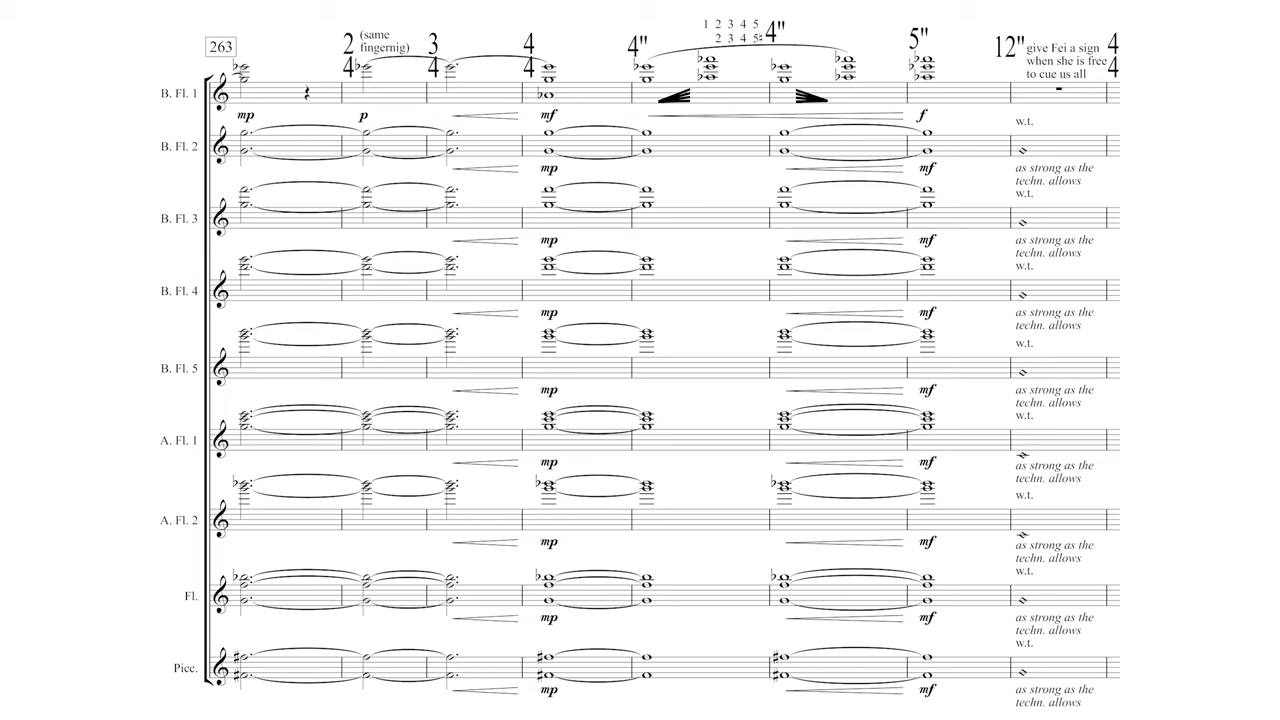 1 2 3 4 5
2 3 4 5
263
2 4
(same
fingernig)
3 4
4 4
4"
4"
5"
12"
give Fei a sign
when she is free
to cue us all
4 4
B. Fl. 1
mp p mf f
w.t.
B. Fl. 2
mp mf as strong as the
techn. allows
w.t.
B. Fl. 3
mp mf as strong as the
techn. allows
w.t.
B. Fl. 4
mp mf as strong as the
techn. allows
w.t.
B. Fl. 5
mp mf as strong as the
techn. allows
w.t.
A. Fl. 1
mp mf as strong as the
techn. allows
w.t.
A. Fl. 2
mp mf as strong as the
techn. allows
w.t.
Fl.
mp mf as strong as the
techn. allows
w.t.
Picc.
mp mf as strong as the
techn. allows